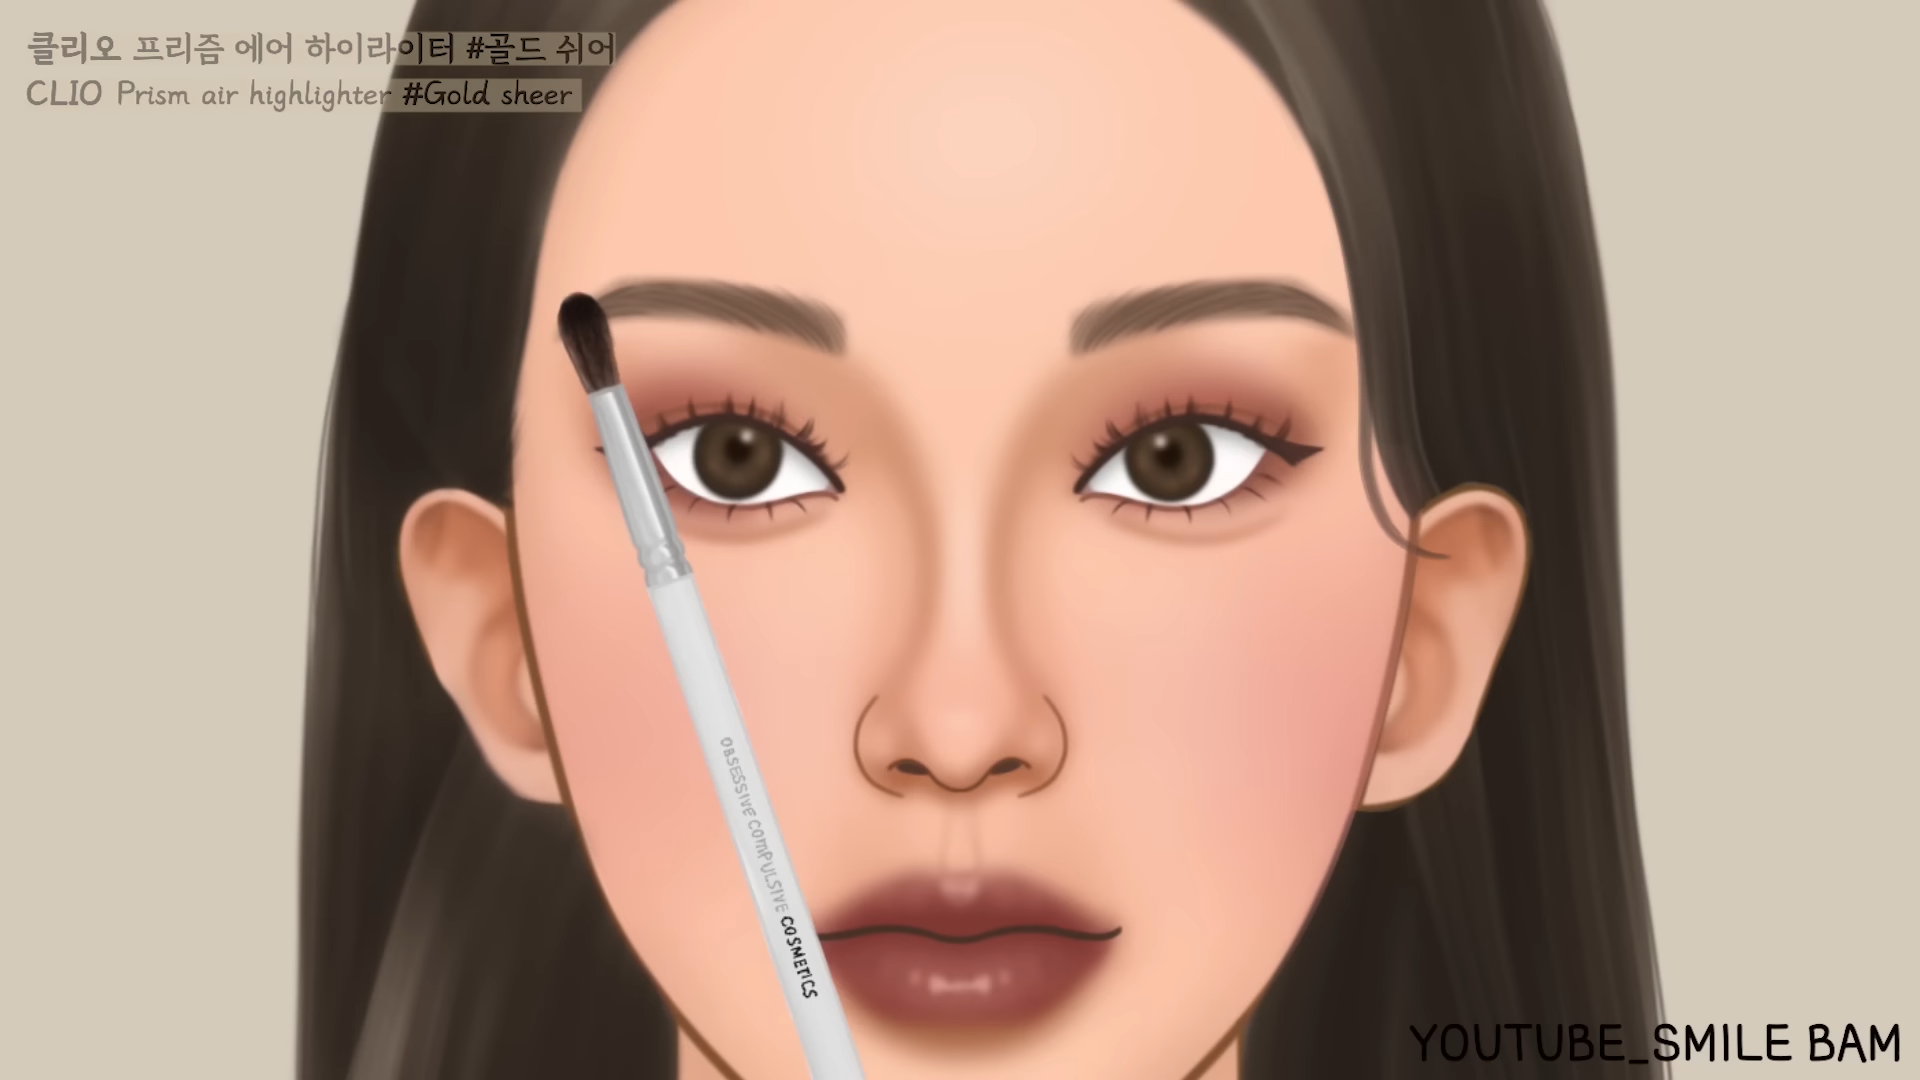 클리오 프리즘 에어 하이라이터 #골드 쉬어
CLIO Prism air highlighter #Gold sheer
OBSESSIVE COMPULSIVE COSMETICS
YOUTUBE_SMILE BAM